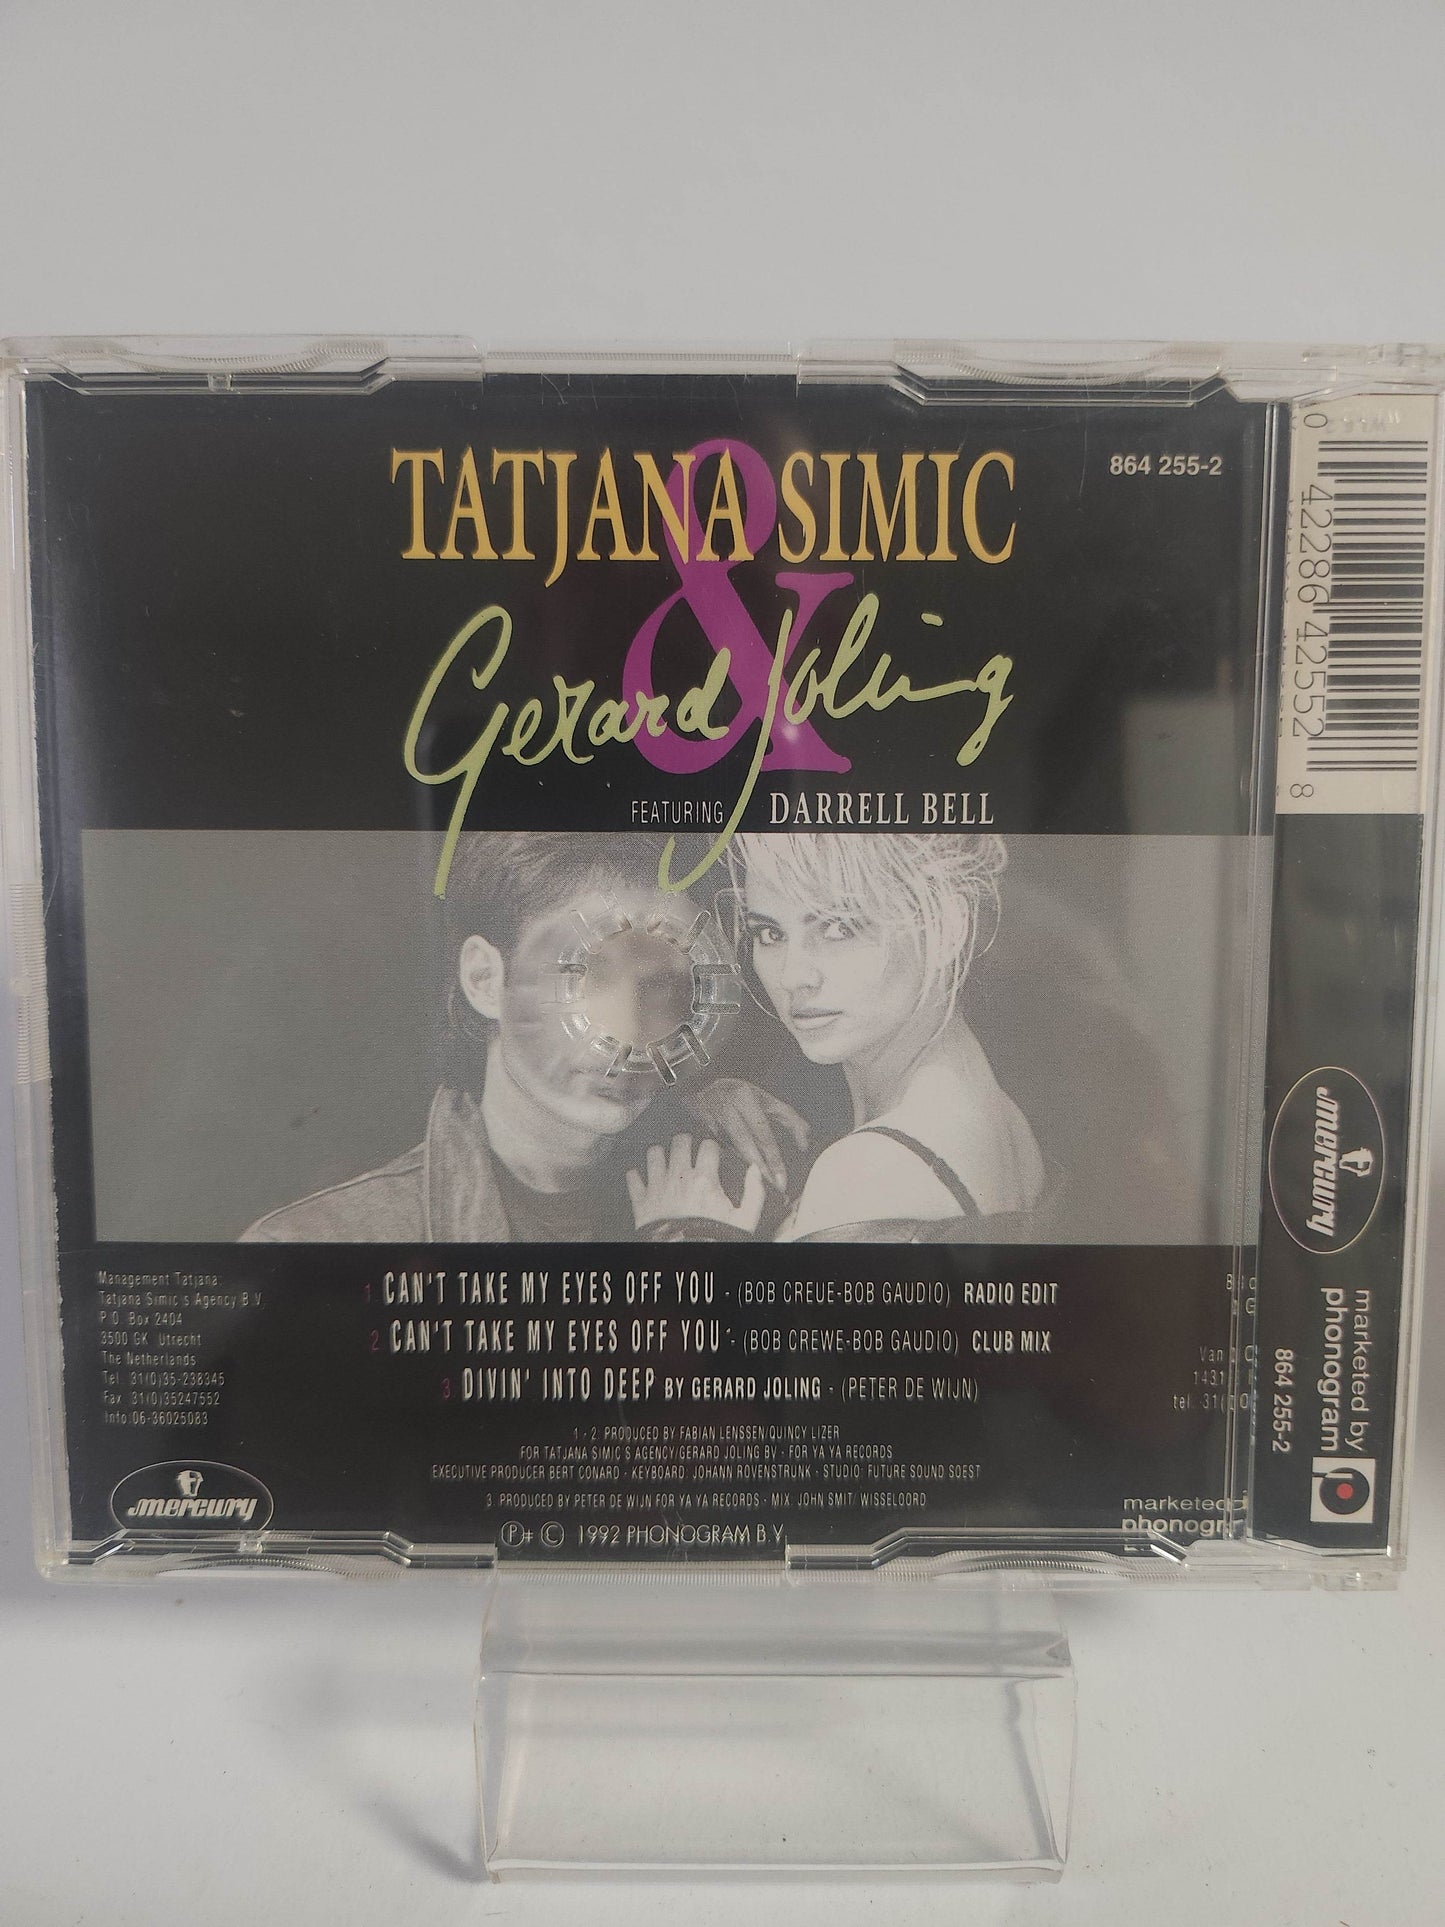 TATJANA & SIMIC
864 255-2
Gerard Joling
FEATURING DARRELL BELL
Management Tatjana:
Tatjana Simic's Agency B.V.
P.O. Box 2404
3500 GK Utrecht
The Netherlands
Tel. 31(0)35-238345
Fax 31(0)35247552
Info:06-36025083
1 CAN'T TAKE MY EYES OFF YOU - (BOB CREUE-BOB GAUDIO) RADIO EDIT
2 CAN'T TAKE MY EYES OFF YOU - (BOB CREWE-BOB GAUDIO) CLUB MIX
3 DIVIN' INTO DEEP BY GERARD JOLING - (PETER DE WIJN)
1 - 2. PRODUCED BY FABIAN LENSSEN/QUINCY LIZER
FOR TATJANA SIMIC'S AGENCY/GERARD JOLING BV - FOR YA YA RECORDS
EXECUTIVE PRODUCER BERT CONARD - KEYBOARD: JOHANN ROVENSTRUNK - STUDIO: FUTURE SOUND SOEST
3. PRODUCED BY PETER DE WIJN FOR YA YA RECORDS - MIX: JOHN SMIT/WISSELOORD
℗+ © 1992 PHONOGRAM B.V.
mercury
Van
1431
tel. 31(
marketed
phonogr
0 42286 42552 8
mercury
marketed by
phonogram
864 255-2